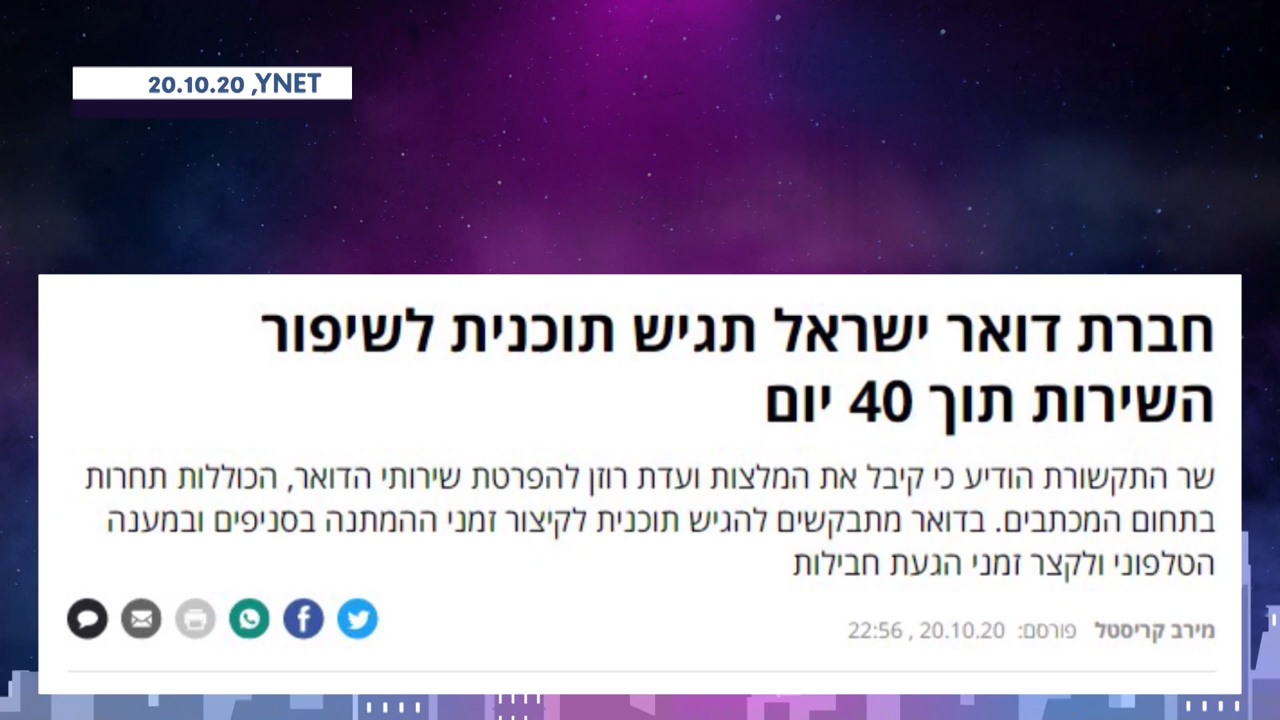 YNET, 20.10.20
חברת דואר ישראל תגיש תוכנית לשיפור
השירות תוך 40 יום
שר התקשורת הודיע כי קיבל את המלצות ועדת רוזן להפרטת שירותי הדואר, הכוללות תחרות
בתחום המכתבים. בדואר מתבקשים להגיש תוכנית לקיצור זמני ההמתנה בסניפים ובמענה
הטלפוני ולקצר זמני הגעת חבילות
מירב קריסטל פורסם: 20.10.20 , 22:56